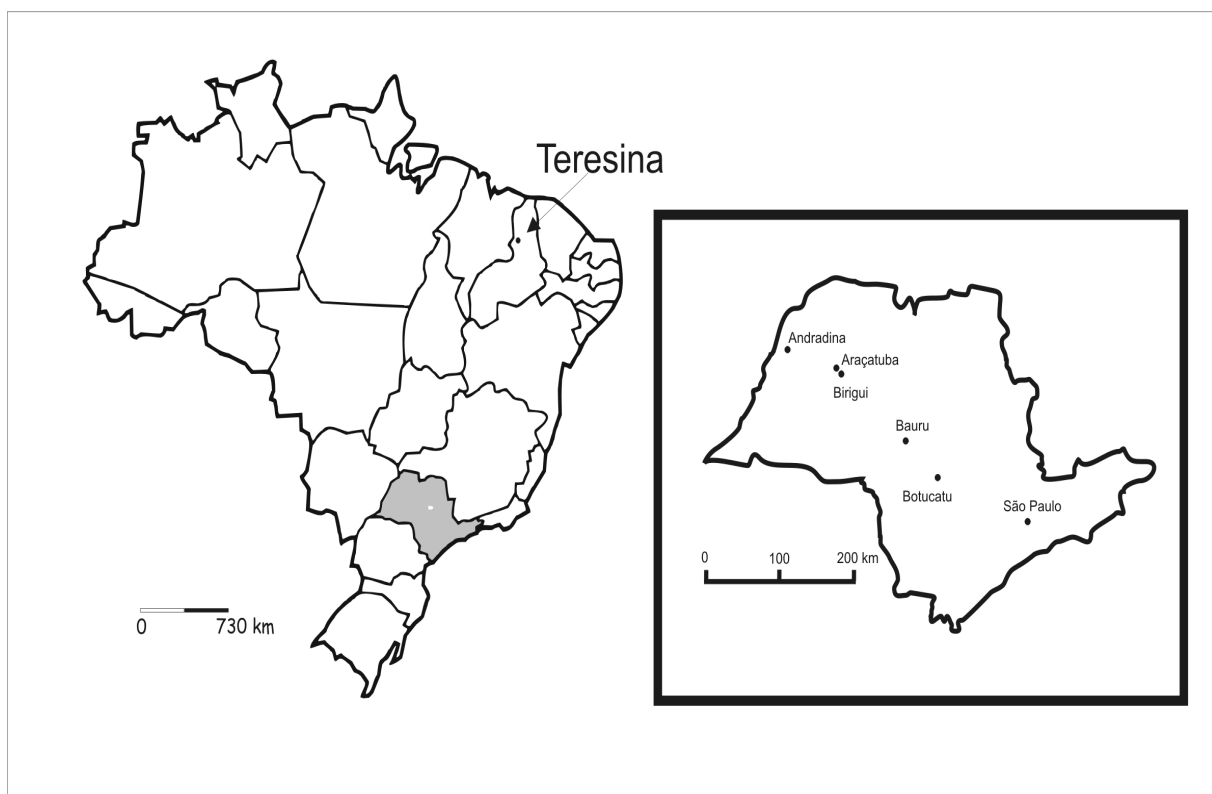 Teresina
0 730 km
Andradina
Araçatuba
Birigui
Bauru
Botucatu
São Paulo
0 100 200 km